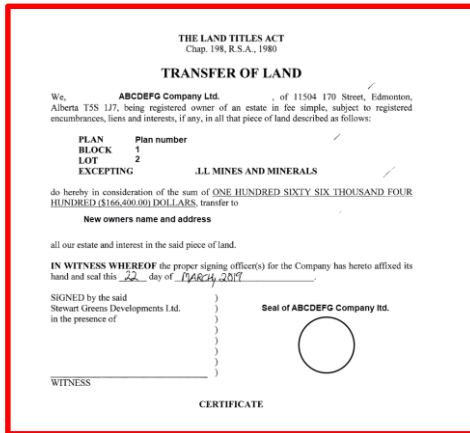 THE LAND TITLES ACT
Chap. 198, R.S.A., 1980
TRANSFER OF LAND
We, ABCDEFG Company Ltd. , of 11504 170 Street, Edmonton,
Alberta T5S 1J7, being registered owner of an estate in fee simple, subject to registered
encumbrances, liens and interests, if any, in all that piece of land described as follows:
PLAN Plan number
BLOCK 1
LOT 2
EXCEPTING .LL MINES AND MINERALS
do hereby in consideration of the sum of ONE HUNDRED SIXTY SIX THOUSAND FOUR
HUNDRED ($166,400.00) DOLLARS, transfer to
New owners name and address
all our estate and interest in the said piece of land.
IN WITNESS WHEREOF the proper signing officer(s) for the Company has hereto affixed its
hand and seal this 22 day of MARCH, 2019.
SIGNED by the said )
Stewart Greens Developments Ltd. ) Seal of ABCDEFG Company ltd.
in the presence of )
)
)
)
)
WITNESS
CERTIFICATE